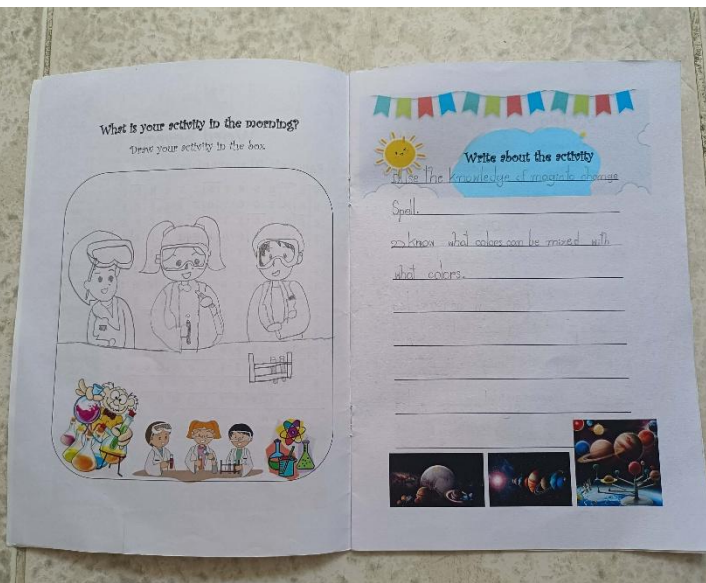 What is your activity in the morning?
Draw your activity in the box
Write about the activity
Use the knowledge of magic to change
Spell.
know what colors can be mixed with
what colors.